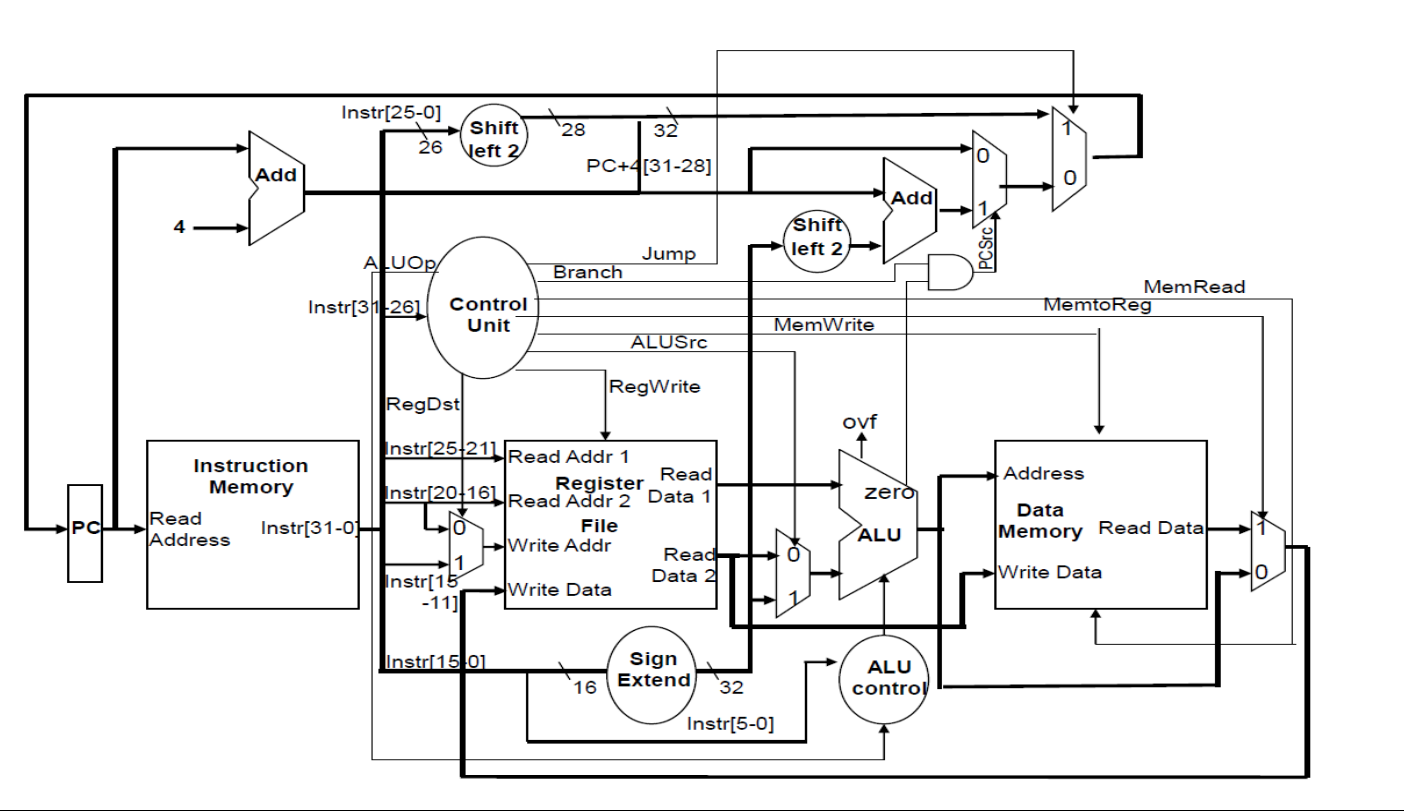 Instr[25-0]
26
Shift
left 2
28
32
PC+4[31-28]
1
0
Add
4
0
1
Add
Shift
left 2
PCSrc
ALUOp
Jump
Branch
Instr[31-26]
Control
Unit
MemRead
MemtoReg
MemWrite
ALUSrc
RegWrite
RegDst
ovf
Instruction
Memory
Read
Address
Instr[31-0]
PC
Instr[25-21]
Instr[20-16]
0
1
Instr[15
-11]
Read Addr 1
Register
Read Addr 2
File
Write Addr
Write Data
Read
Data 1
Read
Data 2
0
1
zero
ALU
Address
Data
Memory
Read Data
Write Data
1
0
Instr[15-0]
16
Sign
Extend
32
Instr[5-0]
ALU
control